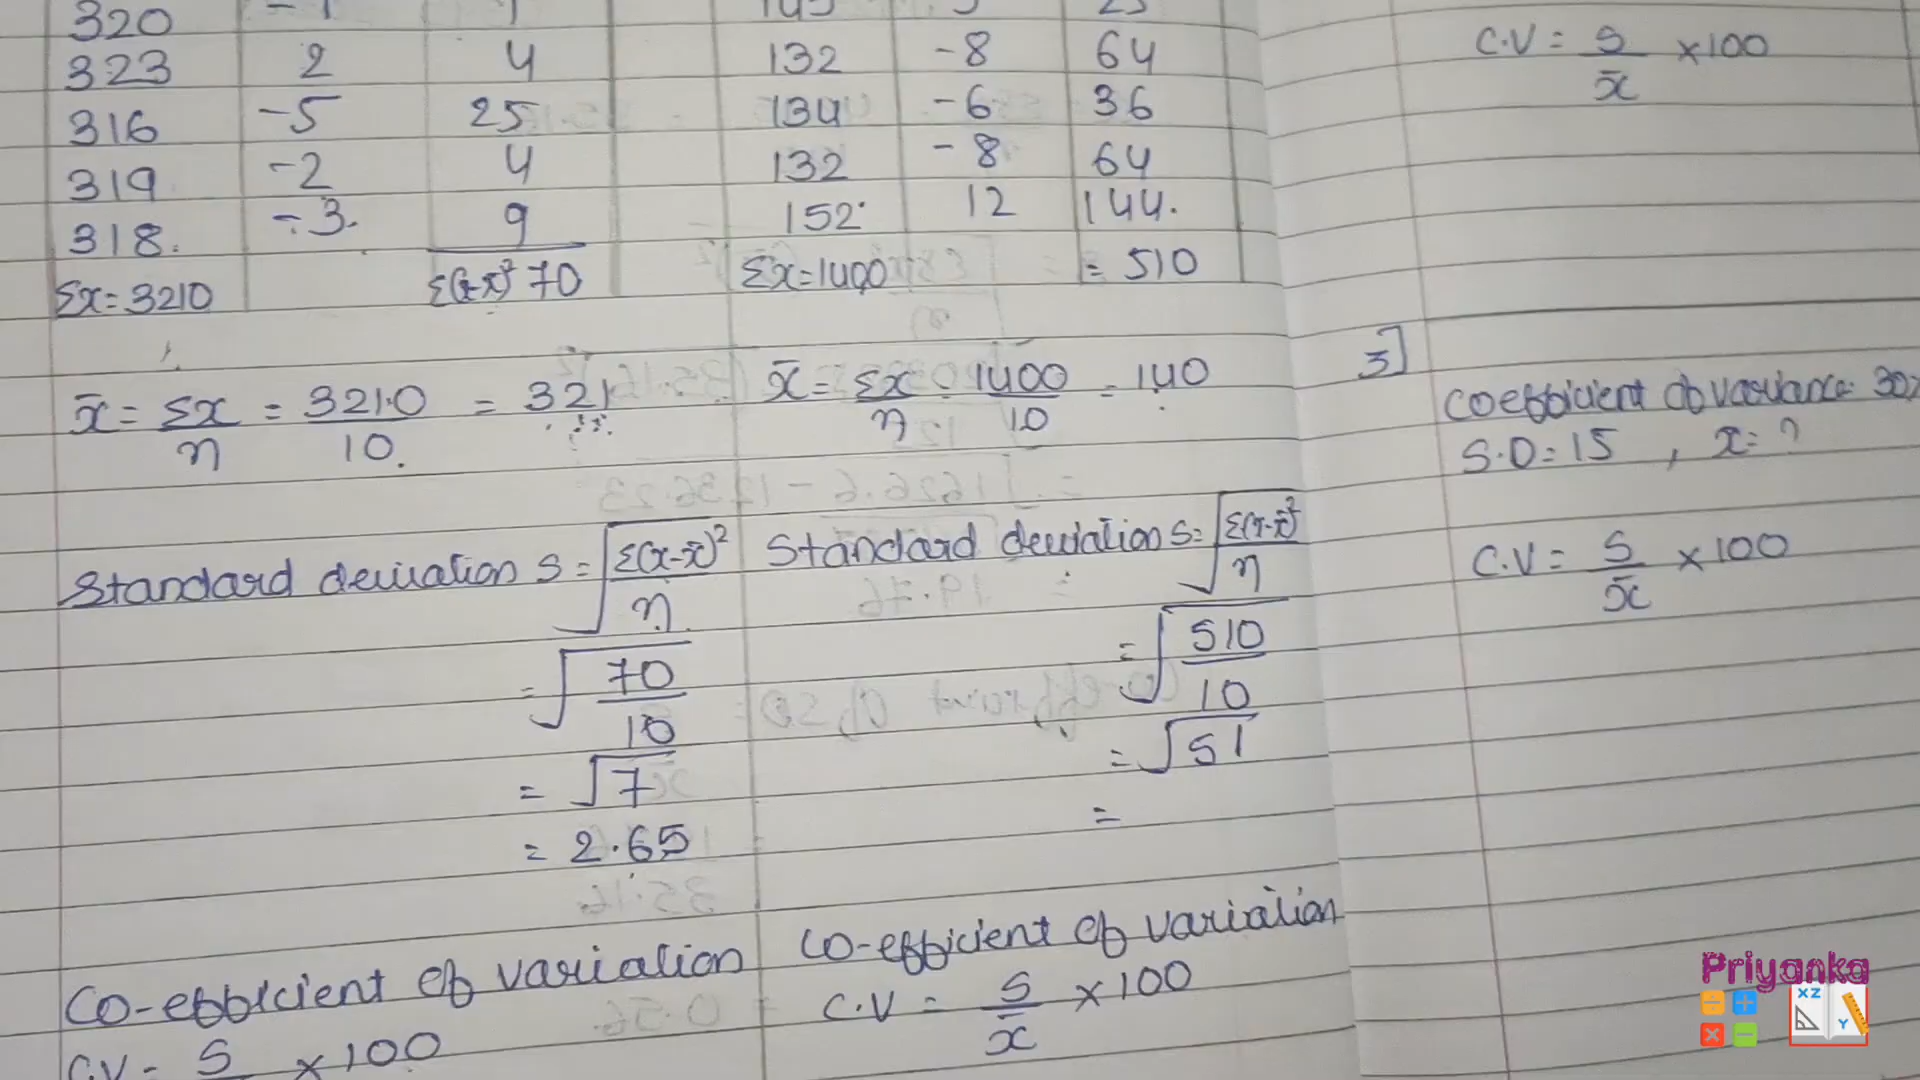 320 -1 1
323 2 4
316 -5 25
319 -2 4
318. -3. 9
Σx=3210 Σ(x-x̄)² 70
132 -8 64
134 -6 36
132 -8 64
152 12 144.
Σx=1400 = 510
x̄ = Σx/n = 3210/10. = 321
x̄ = Σx/n = 1400/10 = 140
Standard deviation s = √Σ(x-x̄)²/n
= √70/10
= √7
= 2.65
Standard deviation s = √Σ(x-x̄)²/n
= √510/10
= √51
=
Co-efficient of variation
C.V = S × 100
Co-efficient of variation
C.V = S/x̄ × 100
C.V = S/x̄ × 100
3]
Coefficient of variance 30%
S.D = 15 , x = ?
C.V = S/x̄ × 100
Priyanka
XZ
Y